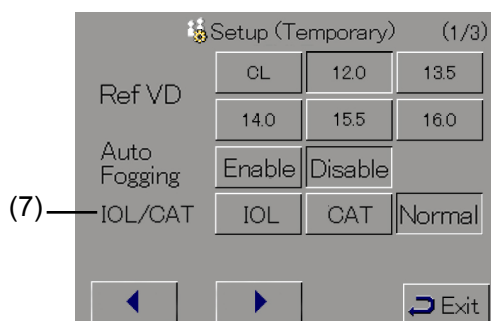 Setup (Temporary) (1/3)
Ref VD CL 12.0 13.5
14.0 15.5 16.0
Auto
Fogging Enable Disable
(7) IOL/CAT IOL CAT Normal
Exit